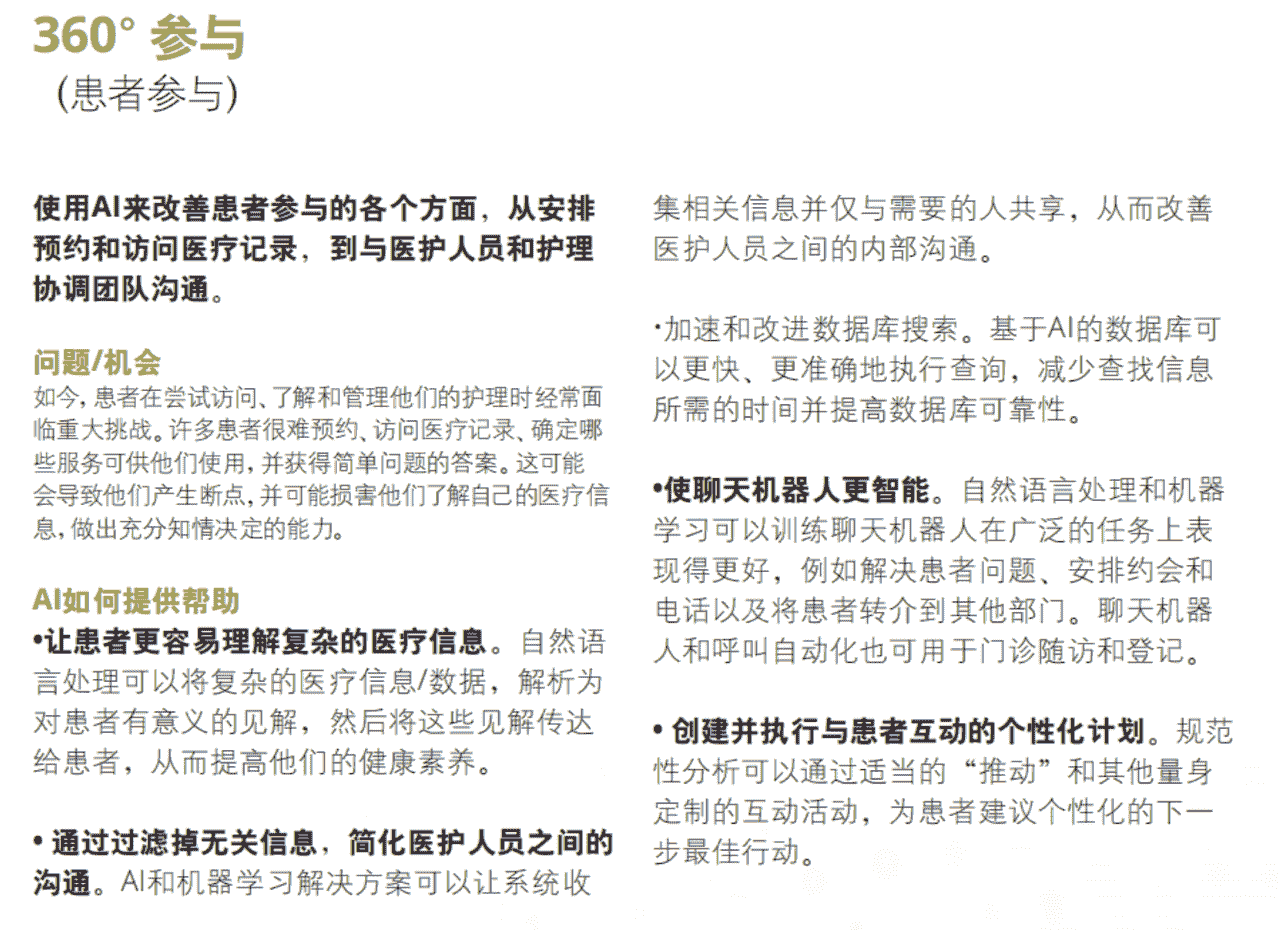 360° 参与
(患者参与)
使用AI来改善患者参与的各个方面，从安排
预约和访问医疗记录，到与医护人员和护理
协调团队沟通。
问题/机会
如今，患者在尝试访问、了解和管理他们的护理时经常面
临重大挑战。许多患者很难预约、访问医疗记录、确定哪
些服务可供他们使用，并获得简单问题的答案。这可能
会导致他们产生断点，并可能损害他们了解自己的医疗信
息，做出充分知情决定的能力。
AI如何提供帮助
•让患者更容易理解复杂的医疗信息。自然语
言处理可以将复杂的医疗信息/数据，解析为
对患者有意义的见解，然后将这些见解传达
给患者，从而提高他们的健康素养。
• 通过过滤掉无关信息，简化医护人员之间的
沟通。AI和机器学习解决方案可以让系统收
集相关信息并仅与需要的人共享，从而改善
医护人员之间的内部沟通。
·加速和改进数据库搜索。基于AI的数据库可
以更快、更准确地执行查询，减少查找信息
所需的时间并提高数据库可靠性。
•使聊天机器人更智能。自然语言处理和机器
学习可以训练聊天机器人在广泛的任务上表
现得更好，例如解决患者问题、安排约会和
电话以及将患者转介到其他部门。聊天机器
人和呼叫自动化也可用于门诊随访和登记。
• 创建并执行与患者互动的个性化计划。规范
性分析可以通过适当的“推动”和其他量身
定制的互动活动，为患者建议个性化的下一
步最佳行动。